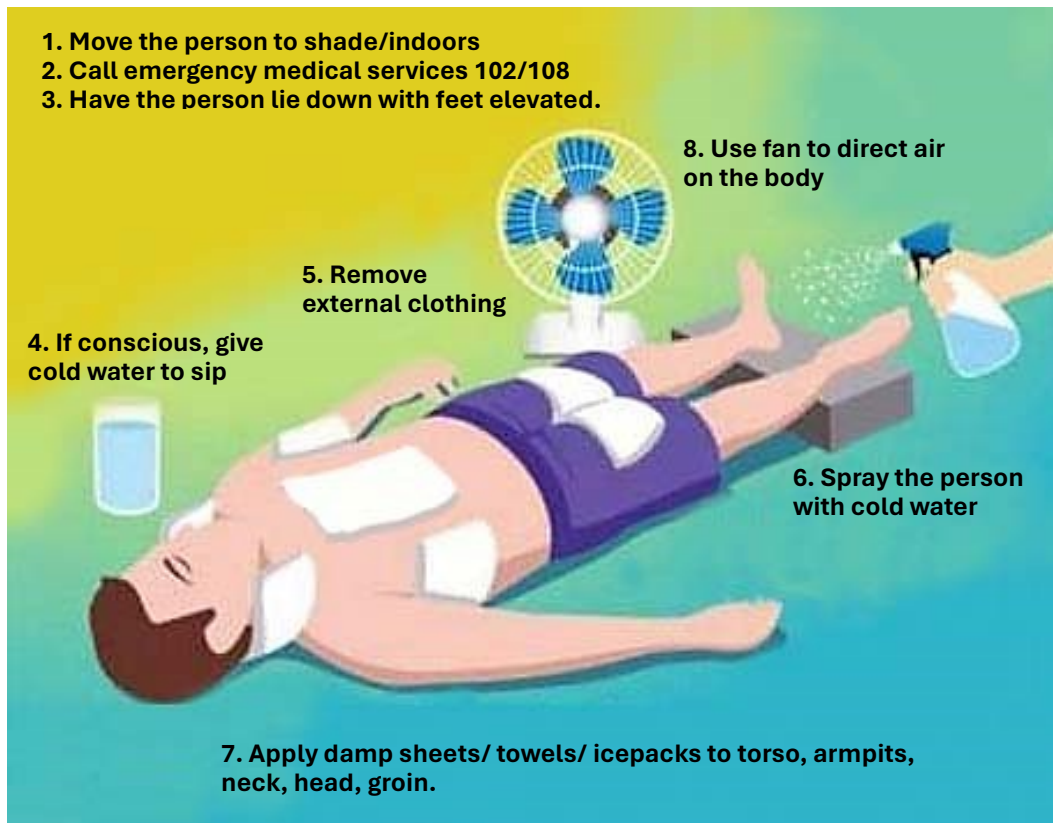 1. Move the person to shade/indoors
2. Call emergency medical services 102/108
3. Have the person lie down with feet elevated.
8. Use fan to direct air
on the body
5. Remove
external clothing
4. If conscious, give
cold water to sip
6. Spray the person
with cold water
7. Apply damp sheets/ towels/ icepacks to torso, armpits,
neck, head, groin.